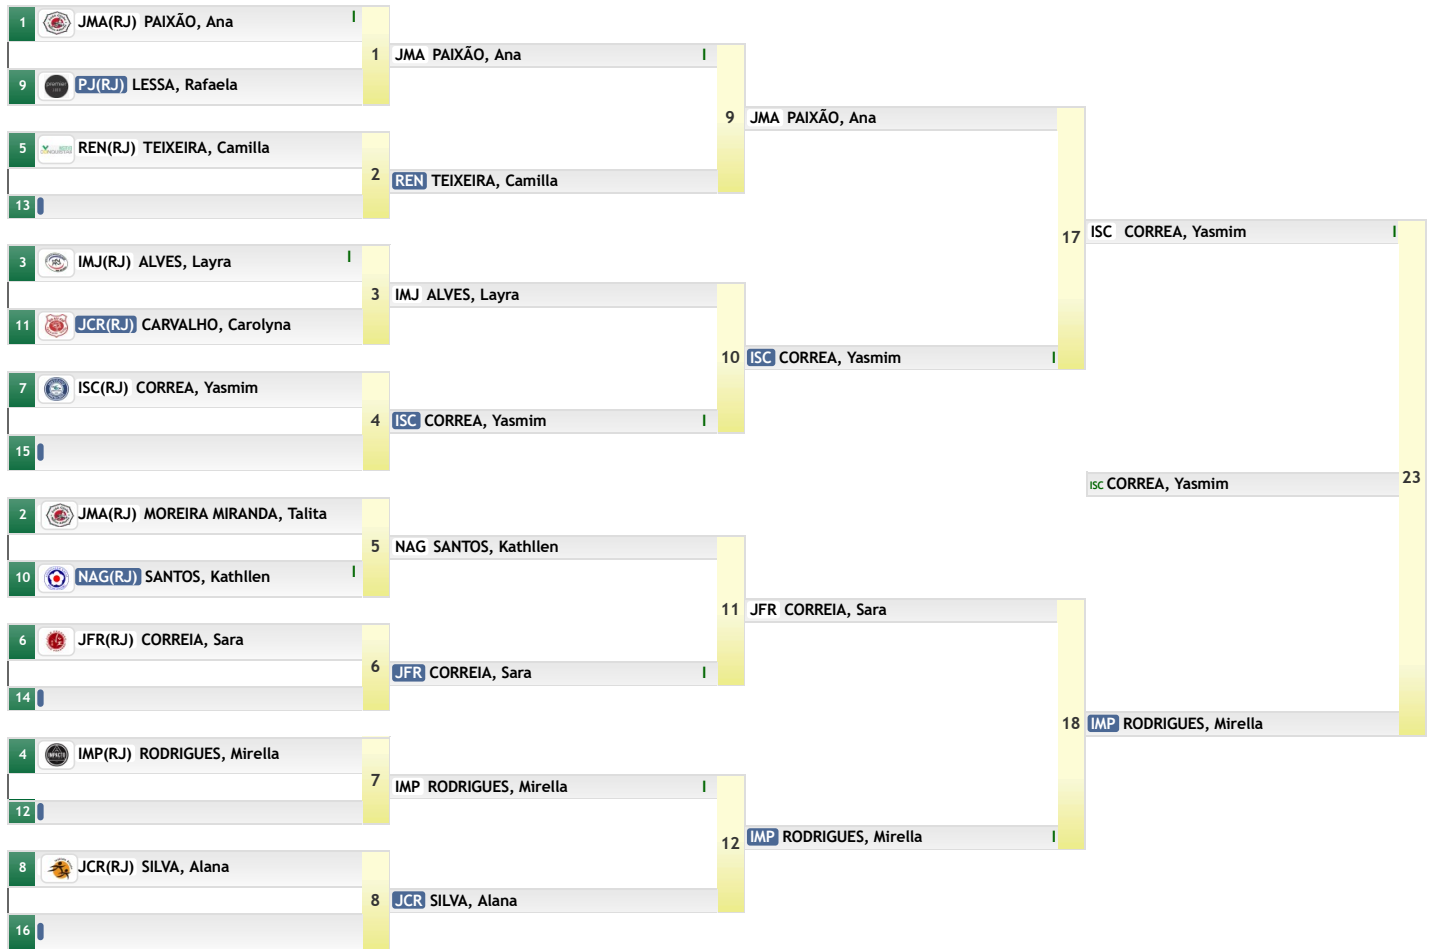 1 JMA(RJ) PAIXÃO, Ana I
1 JMA PAIXÃO, Ana I
9 PJ(RJ) LESSA, Rafaela
9 JMA PAIXÃO, Ana
5 REN(RJ) TEIXEIRA, Camilla
2 REN TEIXEIRA, Camilla
13
17 ISC CORREA, Yasmim I
3 IMJ(RJ) ALVES, Layra I
3 IMJ ALVES, Layra
11 JCR(RJ) CARVALHO, Carolyna
10 ISC CORREA, Yasmim I
7 ISC(RJ) CORREA, Yasmim
4 ISC CORREA, Yasmim I
15
ISC CORREA, Yasmim 23
2 JMA(RJ) MOREIRA MIRANDA, Talita
5 NAG SANTOS, Kathllen
10 NAG(RJ) SANTOS, Kathllen I
11 JFR CORREIA, Sara
6 JFR(RJ) CORREIA, Sara
6 JFR CORREIA, Sara I
14
18 IMP RODRIGUES, Mirella
4 IMPACTO IMP(RJ) RODRIGUES, Mirella
7 IMP RODRIGUES, Mirella I
12
12 IMP RODRIGUES, Mirella I
8 JCR(RJ) SILVA, Alana
8 JCR SILVA, Alana
16